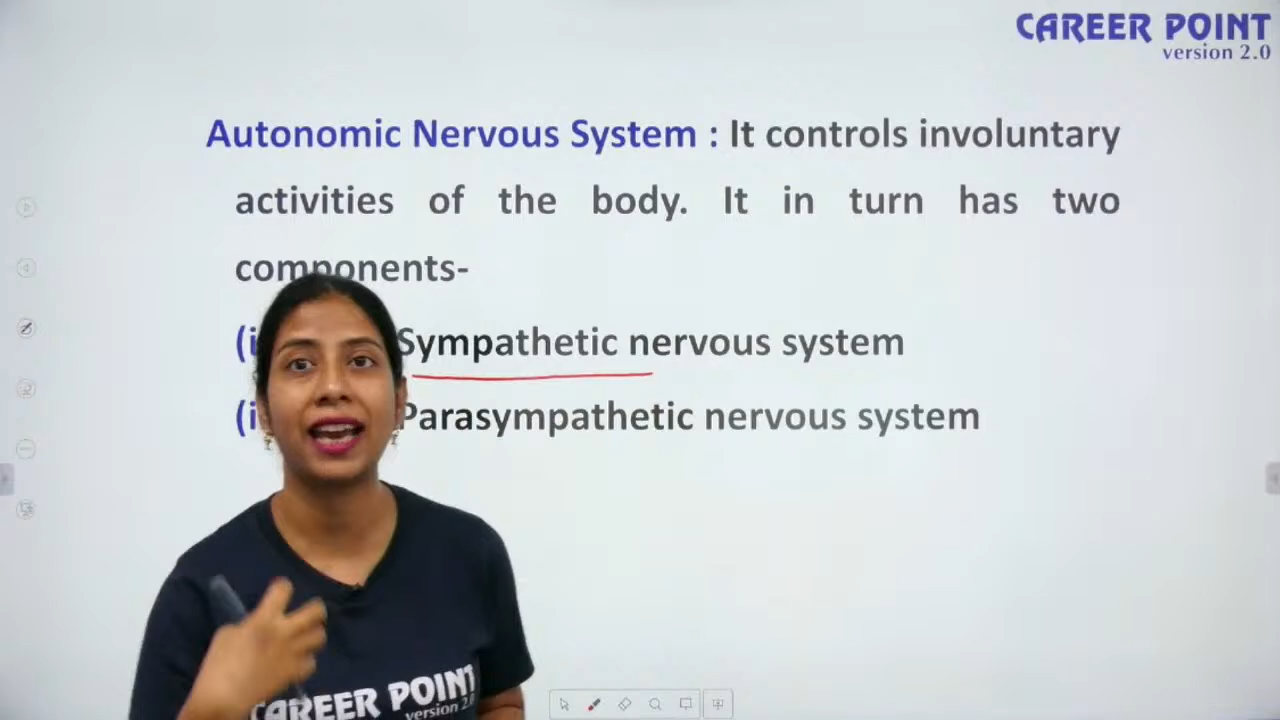 CAREER POINT
version 2.0
Autonomic Nervous System : It controls involuntary
activities of the body. It in turn has two
components-
(i Sympathetic nervous system
(i Parasympathetic nervous system
CAREER POINT
version 2.0